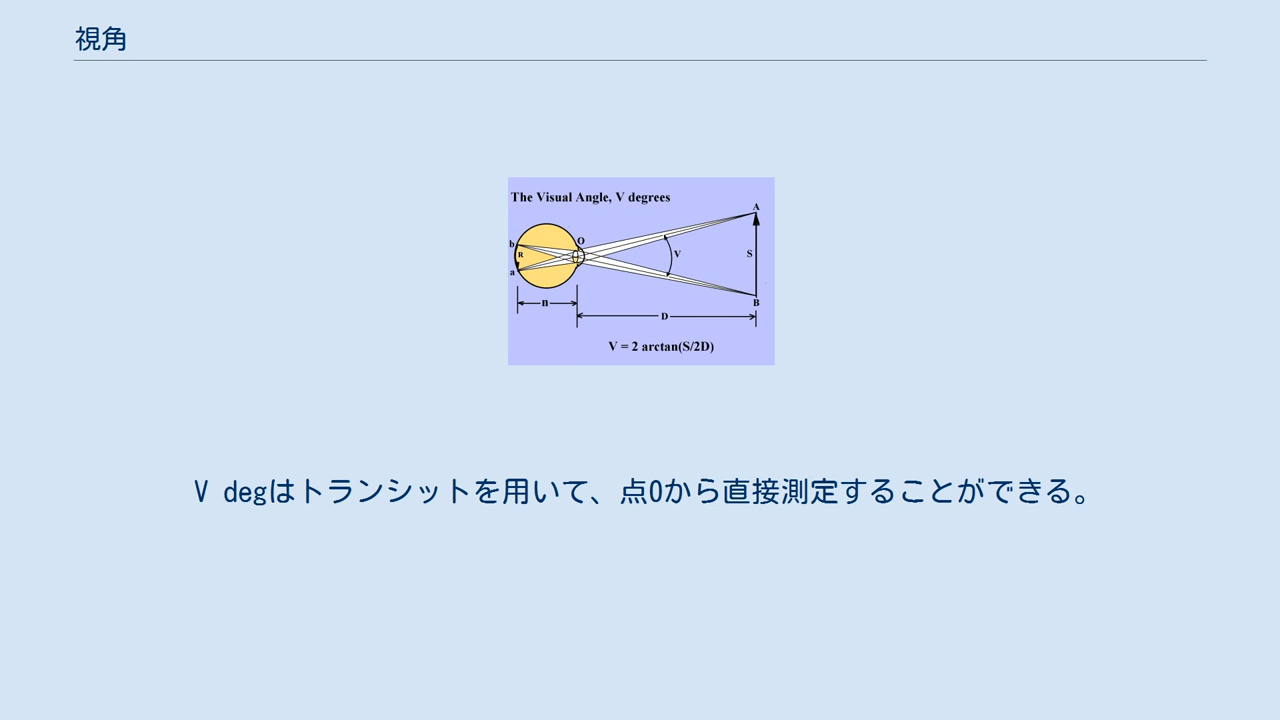 視角
The Visual Angle, V degrees
A
O
b
V
S
R
a
n
B
D
V = 2 arctan(S/2D)
V degはトランシットを用いて、点Oから直接測定することができる。